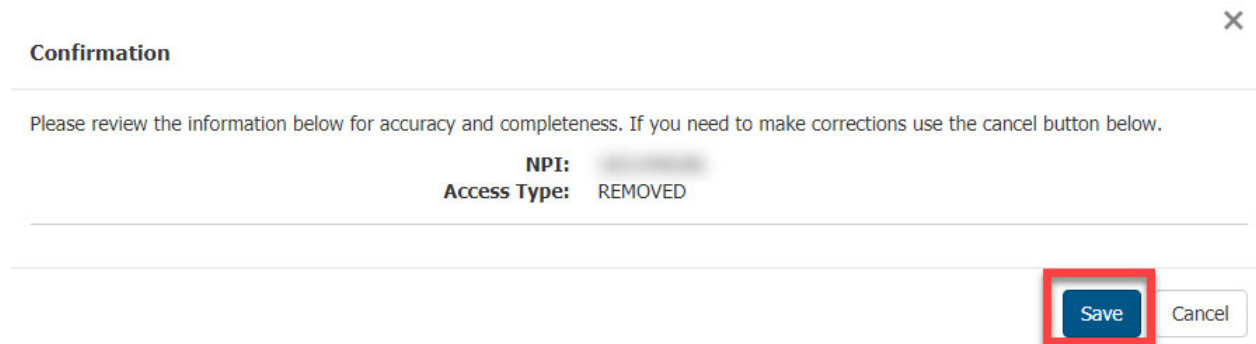 Confirmation
Please review the information below for accuracy and completeness. If you need to make corrections use the cancel button below.
NPI:
Access Type: REMOVED
Save Cancel